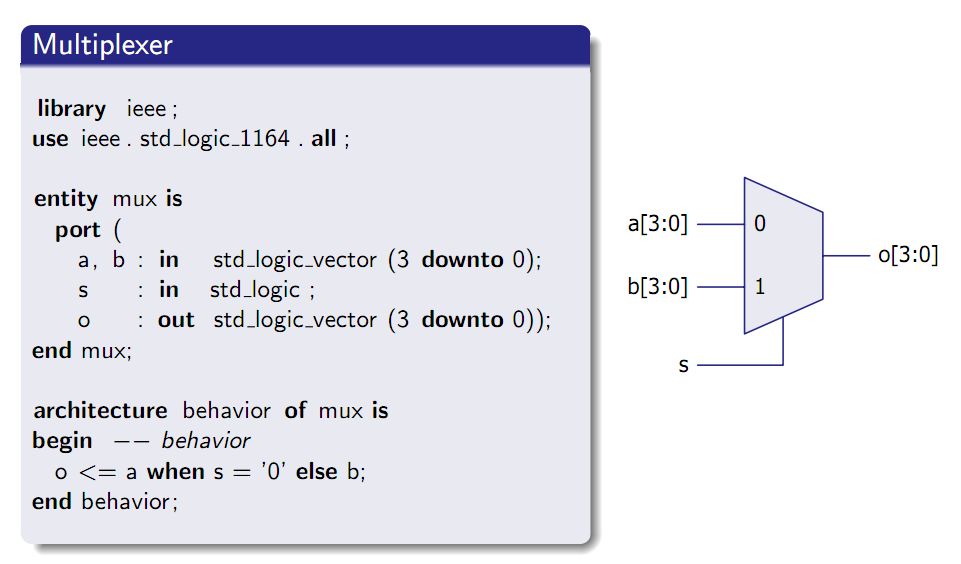 Multiplexer
library ieee ;
use ieee . std_logic_1164 . all ;
entity mux is
port (
a, b : in std_logic_vector (3 downto 0);
s : in std_logic ;
o : out std_logic_vector (3 downto 0));
end mux;
architecture behavior of mux is
begin −− behavior
o <= a when s = '0' else b;
end behavior;
a[3:0]
0
b[3:0]
1
o[3:0]
s